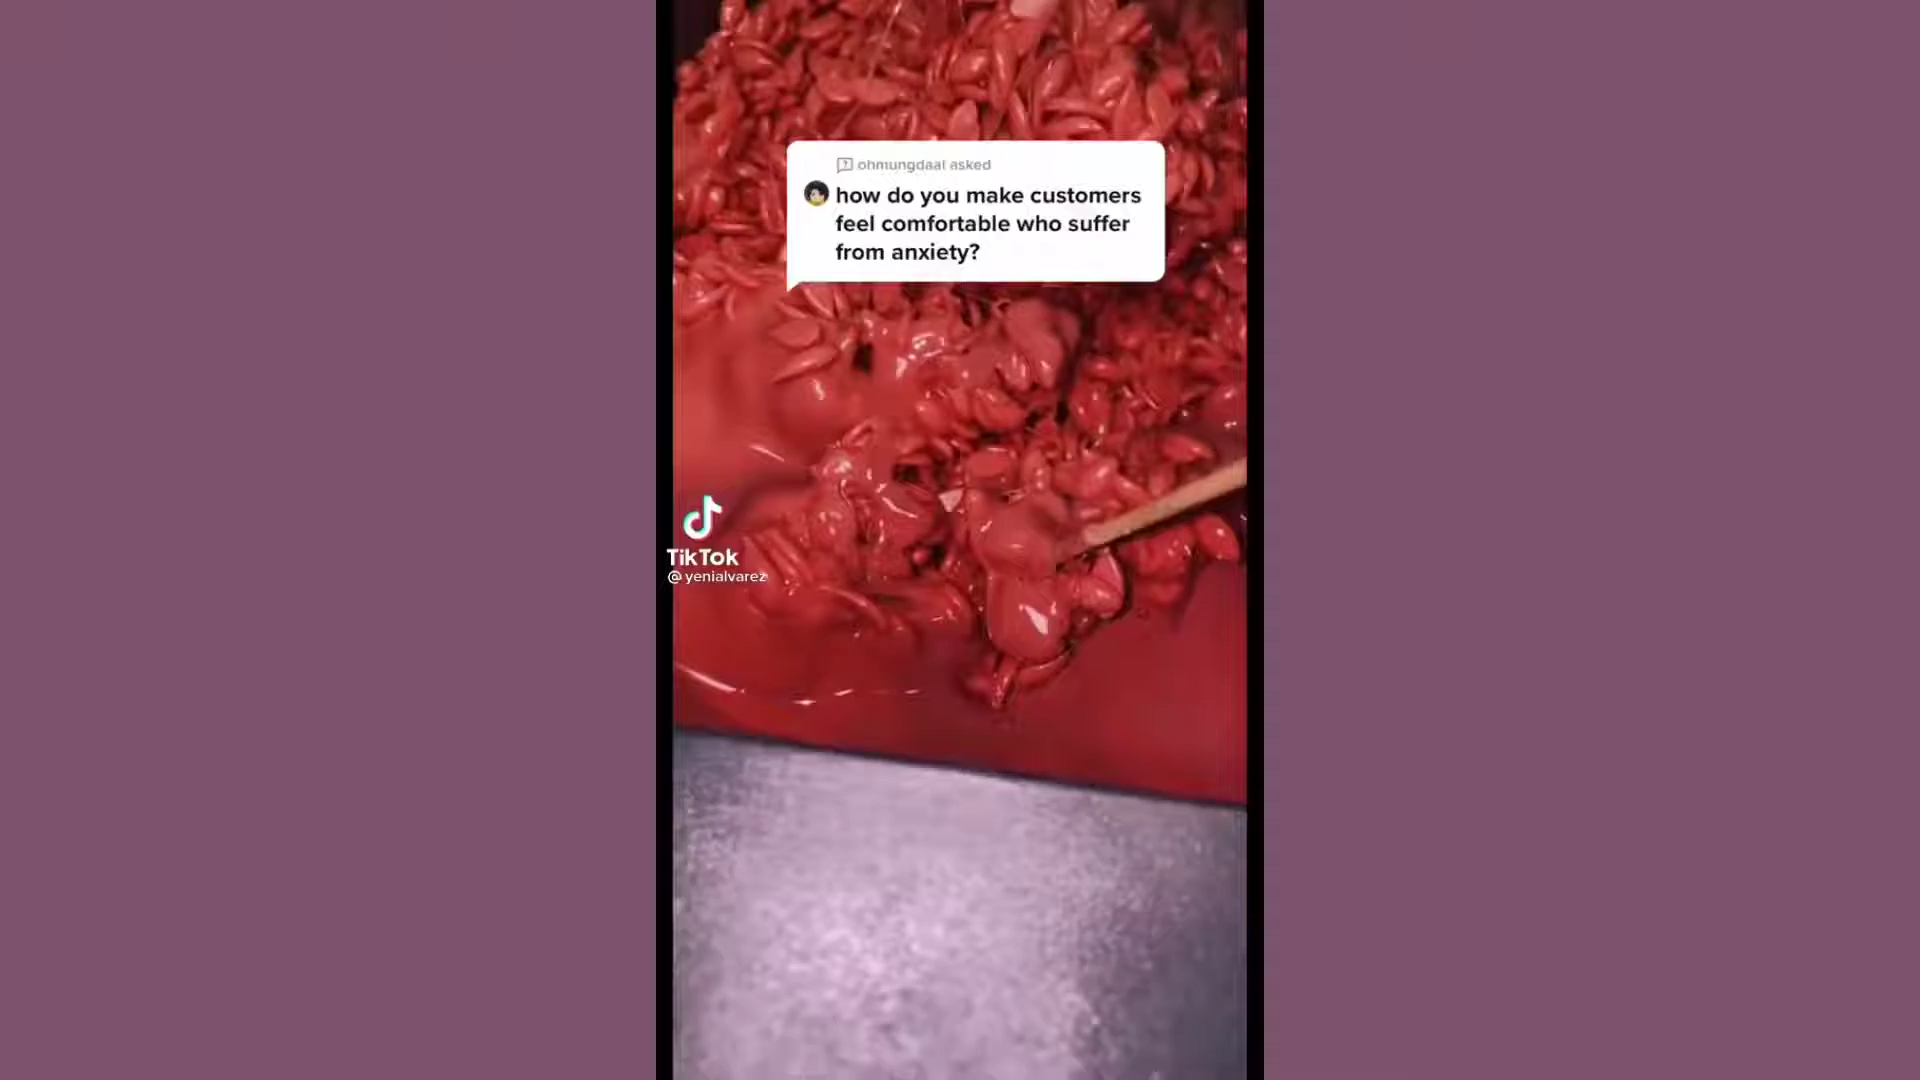 ohmungdaal asked
how do you make customers
feel comfortable who suffer
from anxiety?
TikTok
@yenialvarez